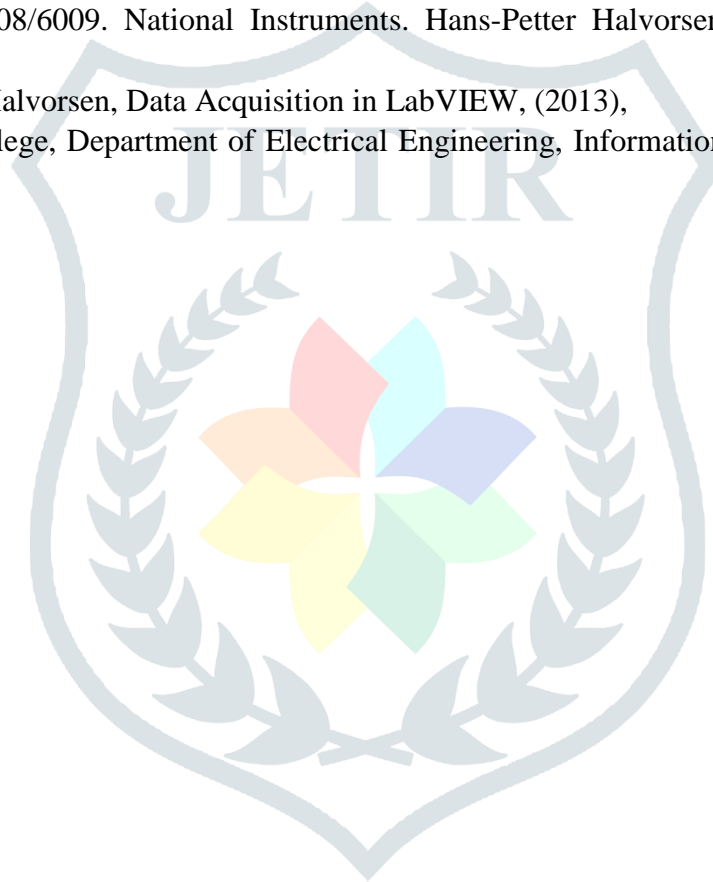 08/6009. National Instruments. Hans-Petter Halvorsen
Halvorsen, Data Acquisition in LabVIEW, (2013),
lege, Department of Electrical Engineering, Information
JETIR